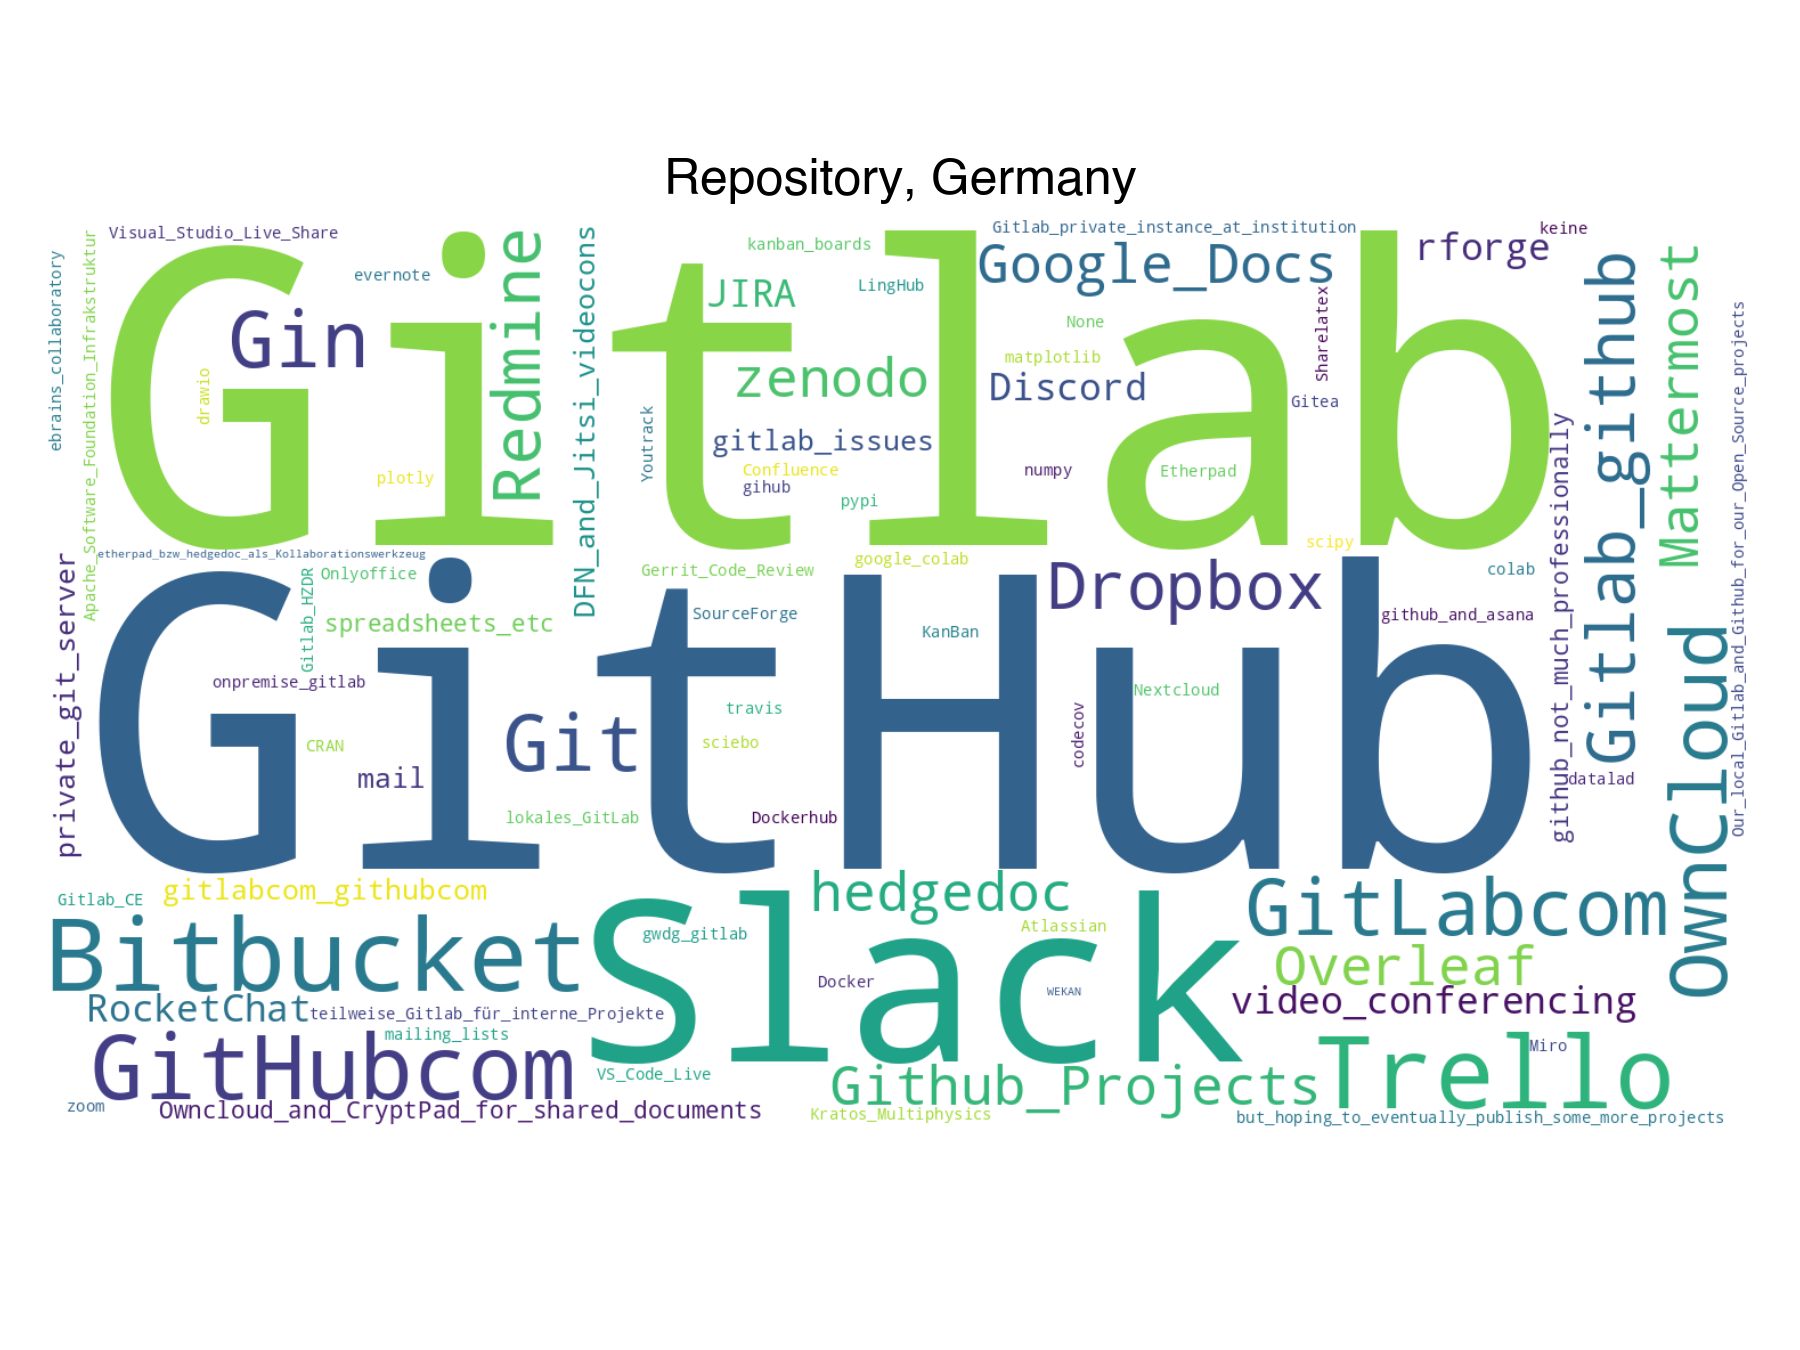 Repository, Germany
Visual_Studio_Live_Share
Gitlab_private_instance_at_institution
keine
Gitlab
GitHub
Slack
ebrains_collaboratory
Apache_Software_Foundation_Infrakstruktur
evernote
Gin
Redmine
DFN_and_Jitsi_videocons
kanban_boards
JIRA
LingHub
Google_Docs
rforge
None
matplotlib
Sharelatex
Discord
Gitea
zenodo
drawio
plotly
Youtrack
gitlab_issues
Confluence
gihub
pypi
numpy
Etherpad
Gitlab_github
Mattermost
Our_local_Gitlab_and_Github_for_our_Open_Source_projects
github_not_much_professionally
scipy
etherpad_bzw_hedgedoc_als_Kollaborationswerkzeug
private_git_server
Gitlab_HZDR
Onlyoffice
spreadsheets_etc
Gerrit_Code_Review
google_colab
Dropbox
colab
SourceForge
KanBan
github_and_asana
onpremise_gitlab
Nextcloud
CRAN
mail
Git
travis
sciebo
codecov
datalad
OwnCloud
lokales_GitLab
Dockerhub
Gitlab_CE
gitlabcom_githubcom
hedgedoc
GitLabcom
Bitbucket
gwdg_gitlab
Atlassian
Overleaf
Docker
WEKAN
video_conferencing
RocketChat
teilweise_Gitlab_für_interne_Projekte
mailing_lists
GitHubcom
VS_Code_Live
Github_Projects
Trello
Miro
zoom
Owncloud_and_CryptPad_for_shared_documents
Kratos_Multiphysics
but_hoping_to_eventually_publish_some_more_projects